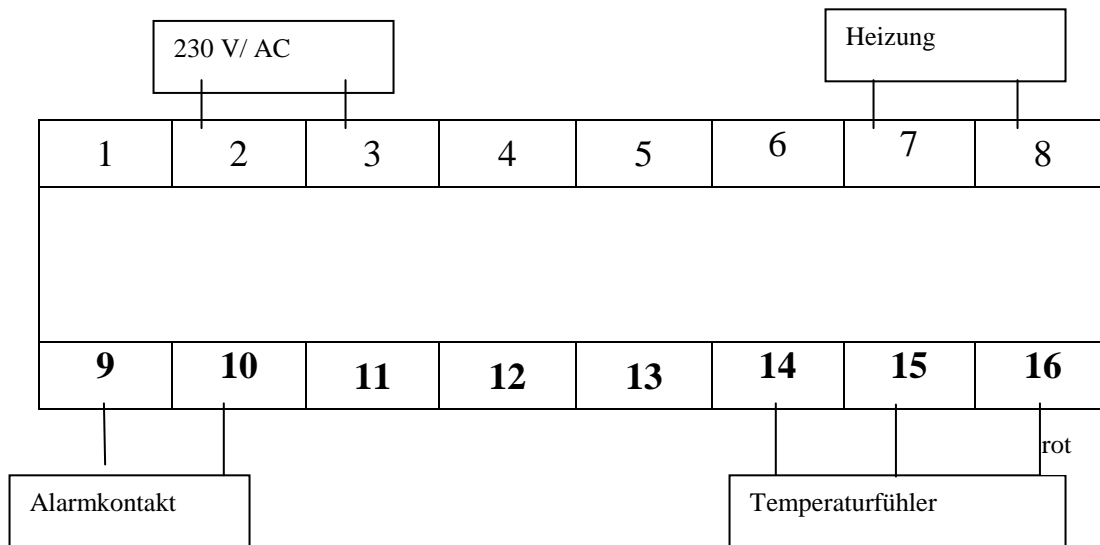 230 V/ AC
Heizung
1 2 3 4 5 6 7 8
9 10 11 12 13 14 15 16
rot
Alarmkontakt
Temperaturfühler